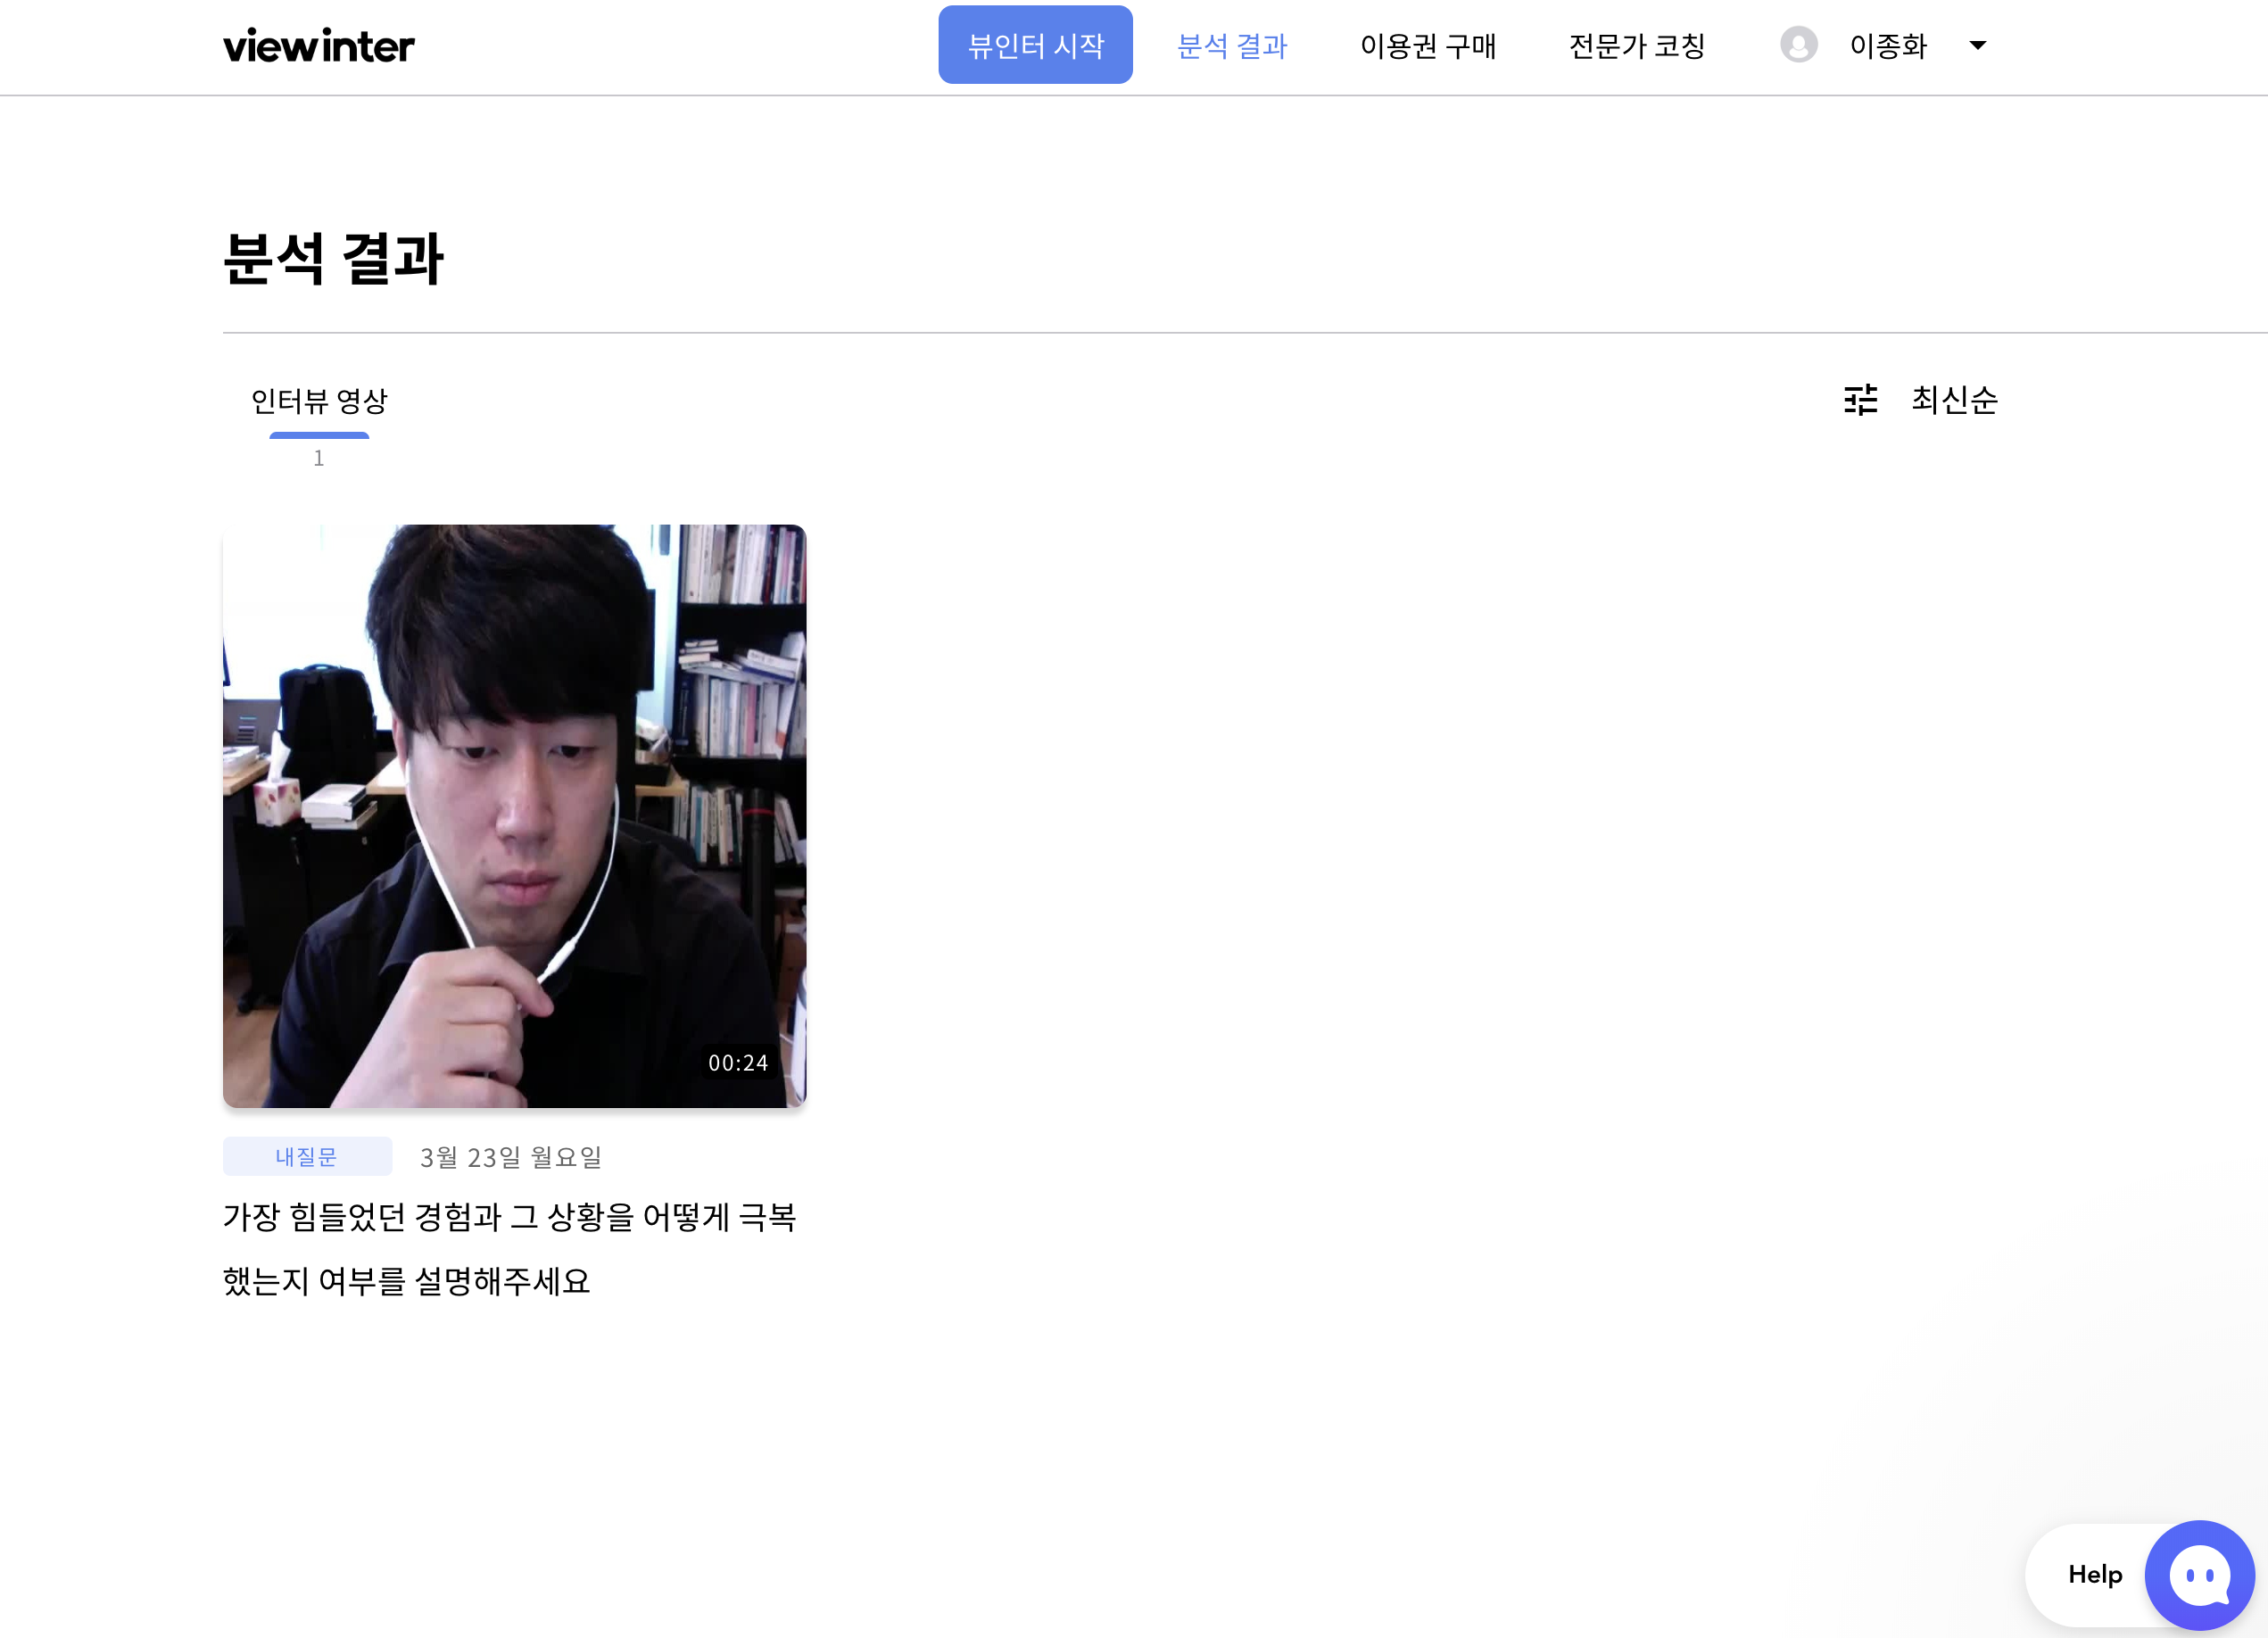 viewinter
뷰인터 시작
분석 결과
이용권 구매
전문가 코칭
이종화
분석 결과
인터뷰 영상
최신순
1
00:24
내질문
3월 23일 월요일
가장 힘들었던 경험과 그 상황을 어떻게 극복
했는지 여부를 설명해주세요
Help